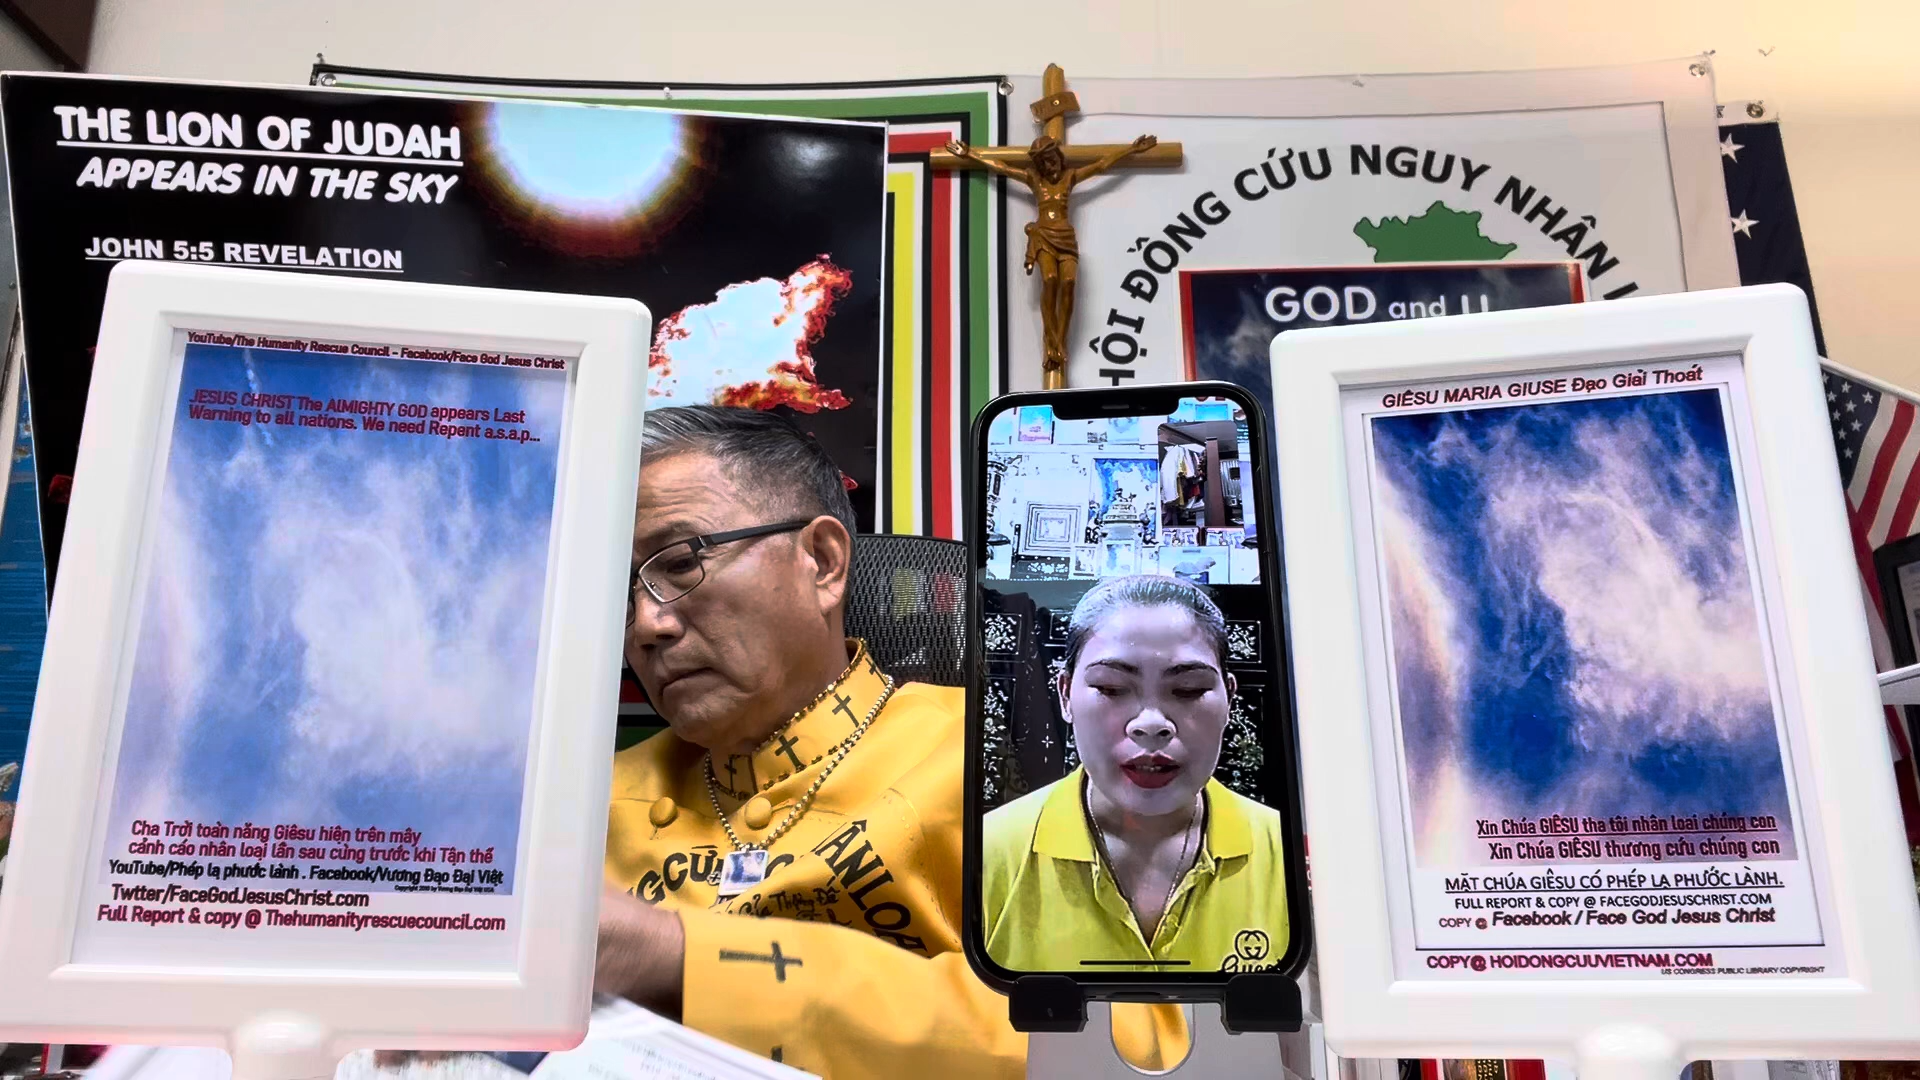 THE LION OF JUDAH
APPEARS IN THE SKY
JOHN 5:5 REVELATION
HỘI ĐỒNG CỨU NGUY NHÂN
GOD and U
YouTube/The Humanity Rescue Council - Facebook/Face God Jesus Christ
JESUS CHRIST The AlMIGHTY GOD appears Last
Warning to all nations. We need Repent a.s.a.p...
Cha Trời toàn năng Giêsu hiện trên mây
cảnh cáo nhân loại lần sau cùng trước khi Tận thế
YouTube/Phép lạ phước lành . Facebook/Vương Đạo Đại Việt
Twtter/FaceGodJesusChrist.com
Full Report & copy @ Thehumanityrescuecouncil.com
NLOA
Gucci
GIÊSU MARIA GIUSE Đạo Giải Thoát
Xin Chúa GIÊSU tha tội nhân loại chúng con
Xin Chúa GIÊSU thương cứu chúng con
MẶT CHÚA GIÊSU CÓ PHÉP LẠ PHƯỚC LÀNH.
FULL REPORT & COPY @ FACEGODJESUSCHRIST.COM
COPY @ Facebook / Face God Jesus Christ
COPY@ HOIDONGCUUVIETNAM.COM
US CONGRESS PUBLIC LIBRARY COPYRIGHT